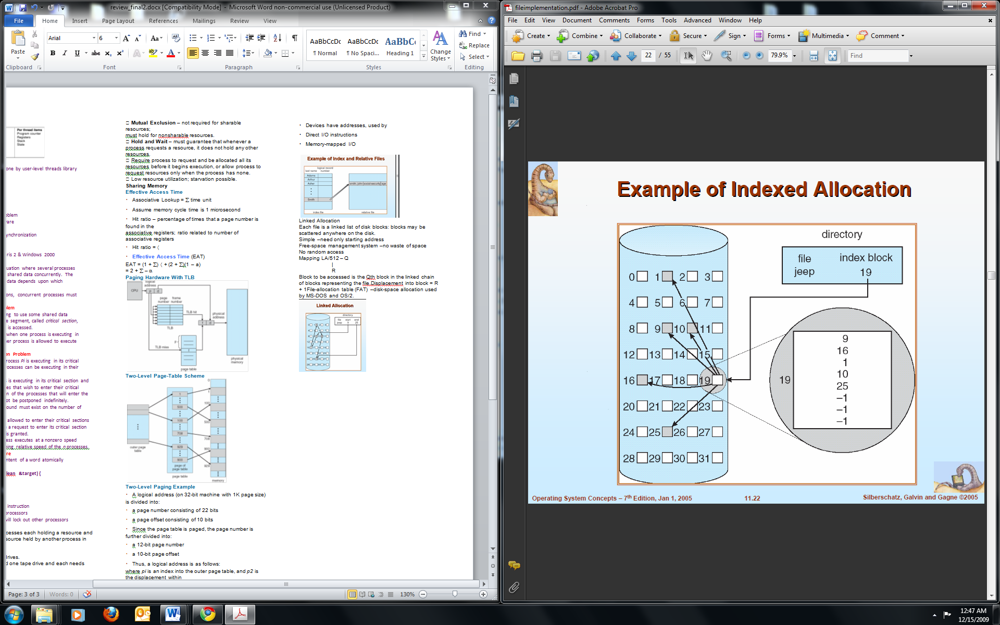 review_final2.docx [Compatibility Mode] - Microsoft Word non-commercial use (Unlicensed Product)
File Home Insert Page Layout References Mailings Review View
Paste
Clipboard
Arial 6
Font
Paragraph
AaBbCcDc AaBbCcDc AaBbC
¶ Normal ¶ No Spaci... Heading 1
Change Styles
Styles
Find
Replace
Select
Editing
Per thread items
Program counter
Registers
Stack
State
one by user-level threads library
oblem
are
ynchronization
ris 2 & Windows 2000
uation where several processes
shared data concurrently. The
data depends upon which
ons, concurrent processes must
lem
ng to use some shared data
e segment, called critical section,
is accessed.
when one process is executing in
er process is allowed to execute
on Problem
rocess Pi is executing in its critical
ocesses can be executing in their
is executing in its critical section and
es that wish to enter their critical
n of the processes that will enter the
ot be postponed indefinitely.
ound must exist on the number of
allowed to enter their critical sections
a request to enter its critical section
is granted.
ess executes at a nonzero speed
ning relative speed of the n processes.
re
ntent of a word atomically
lean &target) {
instruction
processors
will lock out other processors
cesses each holding a resource and
source held by another process in
drives.
d one tape drive and each needs
□ Mutual Exclusion – not required for sharable
resources;
must hold for nonsharable resources.
□ Hold and Wait – must guarantee that whenever a
process requests a resource, it does not hold any other
resources.
□ Require process to request and be allocated all its
resources before it begins execution, or allow process to
request resources only when the process has none.
□ Low resource utilization; starvation possible.
Sharing Memory
Effective Access Time
· Associative Lookup = Σ time unit
· Assume memory cycle time is 1 microsecond
· Hit ratio – percentage of times that a page number is
found in the
associative registers; ratio related to number of
associative registers
· Hit ratio = ⟨
· Effective Access Time (EAT)
EAT = (1 + Σ) ⟨ + (2 + Σ)(1 – a)
= 2 + Σ – α
Paging Hardware With TLB
CPU
logical address
p d
page number
frame number
TLB hit
TLB
physical address
f d
TLB miss
p
f
page table
physical memory
Two-Level Page-Table Scheme
0
1
1
500
100
100
500
708
708
929
900
900
929
outer page table
page of page table
page table
memory
Two-Level Paging Example
· A logical address (on 32-bit machine with 1K page size)
is divided into:
· a page number consisting of 22 bits
· a page offset consisting of 10 bits
· Since the page table is paged, the page number is
further divided into:
· a 12-bit page number
· a 10-bit page offset
· Thus, a logical address is as follows:
where pi is an index into the outer page table, and p2 is
the displacement within
· Devices have addresses, used by
· Direct I/O instructions
· Memory-mapped I/O
Example of Index and Relative Files
last name logical record number
Adams
Arthur
Asher
Smith
smith, john social-security age
index file relative file
Linked Allocation
Each file is a linked list of disk blocks: blocks may be
scattered anywhere on the disk.
Simple –need only starting address
Free-space management system –no waste of space
No random access
Mapping LA/512 – Q
|
R
Block to be accessed is the Qth block in the linked chain
of blocks representing the file.Displacement into block = R
+ 1File-allocation table (FAT) –disk-space allocation used
by MS-DOS and OS/2.
Linked Allocation
directory
file start end
jeep 9 25
Page: 3 of 3 Words: 0 130%
fileimplementation.pdf - Adobe Acrobat Pro
File Edit View Document Comments Forms Tools Advanced Window Help
Create Combine Collaborate Secure Sign Forms Multimedia Comment
22 / 55 79.9% Find
Example of Indexed Allocation
directory
file index block
jeep 19
0 1 2 3
4 5 6 7
8 9 10 11
12 13 14 15
16 17 18 19
20 21 22 23
24 25 26 27
28 29 30 31
19
9
16
1
10
25
–1
–1
–1
Operating System Concepts – 7th Edition, Jan 1, 2005 11.22 Silberschatz, Galvin and Gagne ©2005
12:47 AM
12/15/2009